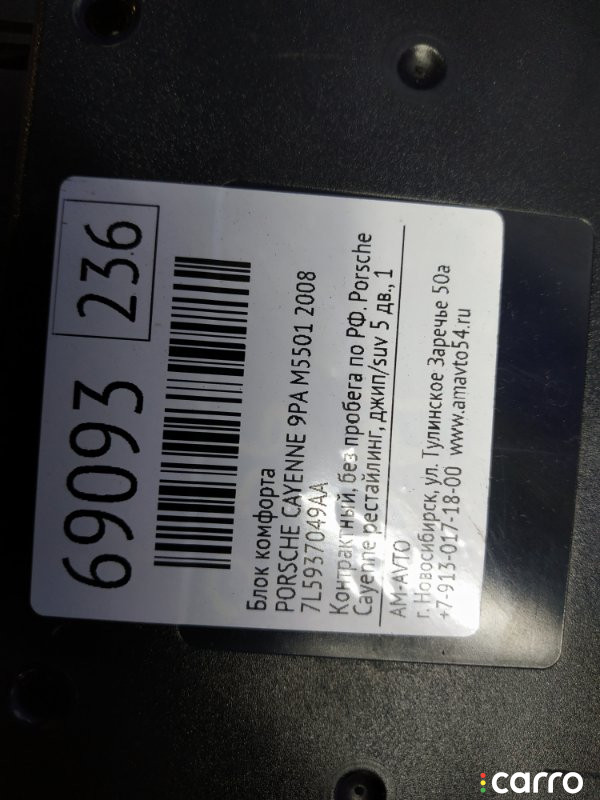 69093 236
Блок комфорта
PORSCHE CAYENNE 9PA M5501 2008
7L5937049AA
Контрактный, без пробега по РФ. Porsche
Cayenne рестайлинг, джип/suv 5 дв., 1
АМ-AVTO
г. Новосибирск, ул. Тулинское Заречье 50а
+7-913-017-18-00 www.amavto54.ru
carro